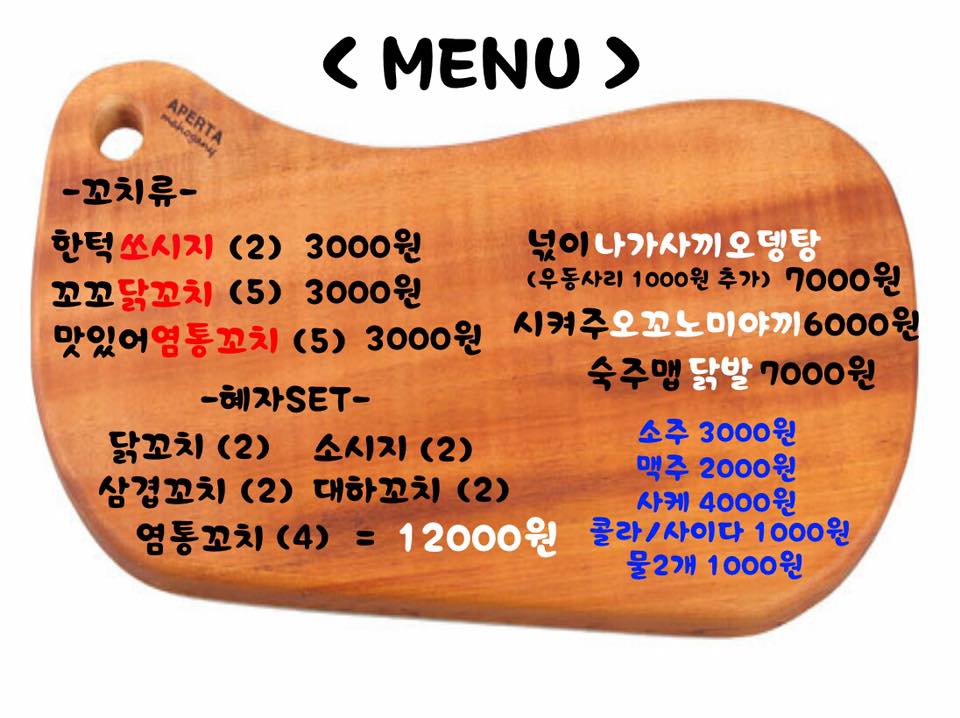 < MENU >
APERTA
mahogany
-꼬치류-
한턱쏘시지 (2) 3000원
꼬꼬닭꼬치 (5) 3000원
맛있어염통꼬치 (5) 3000원
-혜자SET-
닭꼬치 (2) 소시지 (2)
삼겹꼬치 (2) 대하꼬치 (2)
염통꼬치 (4) = 12000원
넋이나가사끼오뎅탕
(우동사리 1000원 추가) 7000원
시켜주오꼬노미야끼6000원
숙주맵닭발 7000원
소주 3000원
맥주 2000원
사케 4000원
콜라/사이다 1000원
물2개 1000원